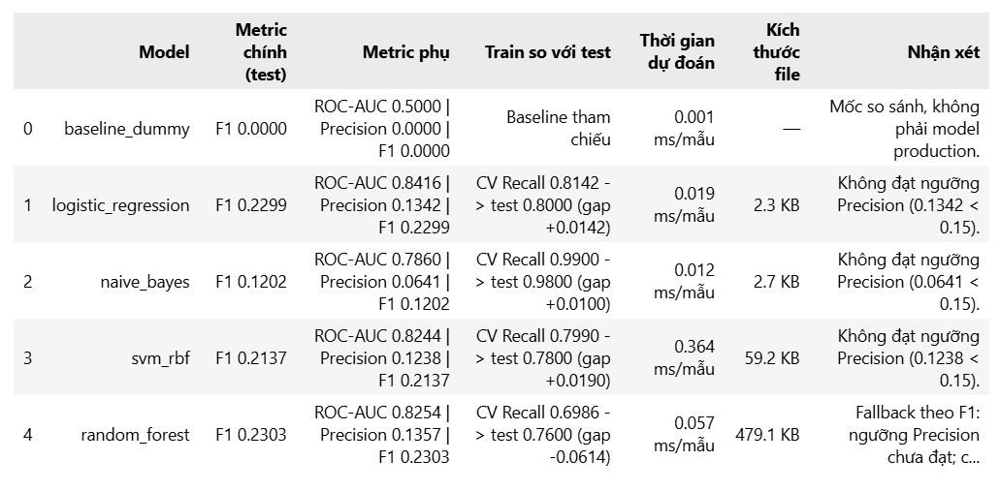 Model Metric chính (test) Metric phụ Train so với test Thời gian dự đoán Kích thước file Nhận xét
0 baseline_dummy F1 0.0000 ROC-AUC 0.5000 | Precision 0.0000 | F1 0.0000 Baseline tham chiếu 0.001 ms/mẫu — Mốc so sánh, không phải model production.
1 logistic_regression F1 0.2299 ROC-AUC 0.8416 | Precision 0.1342 | F1 0.2299 CV Recall 0.8142 -> test 0.8000 (gap +0.0142) 0.019 ms/mẫu 2.3 KB Không đạt ngưỡng Precision (0.1342 < 0.15).
2 naive_bayes F1 0.1202 ROC-AUC 0.7860 | Precision 0.0641 | F1 0.1202 CV Recall 0.9900 -> test 0.9800 (gap +0.0100) 0.012 ms/mẫu 2.7 KB Không đạt ngưỡng Precision (0.0641 < 0.15).
3 svm_rbf F1 0.2137 ROC-AUC 0.8244 | Precision 0.1238 | F1 0.2137 CV Recall 0.7990 -> test 0.7800 (gap +0.0190) 0.364 ms/mẫu 59.2 KB Không đạt ngưỡng Precision (0.1238 < 0.15).
4 random_forest F1 0.2303 ROC-AUC 0.8254 | Precision 0.1357 | F1 0.2303 CV Recall 0.6986 -> test 0.7600 (gap -0.0614) 0.057 ms/mẫu 479.1 KB Fallback theo F1: ngưỡng Precision chưa đạt; c...